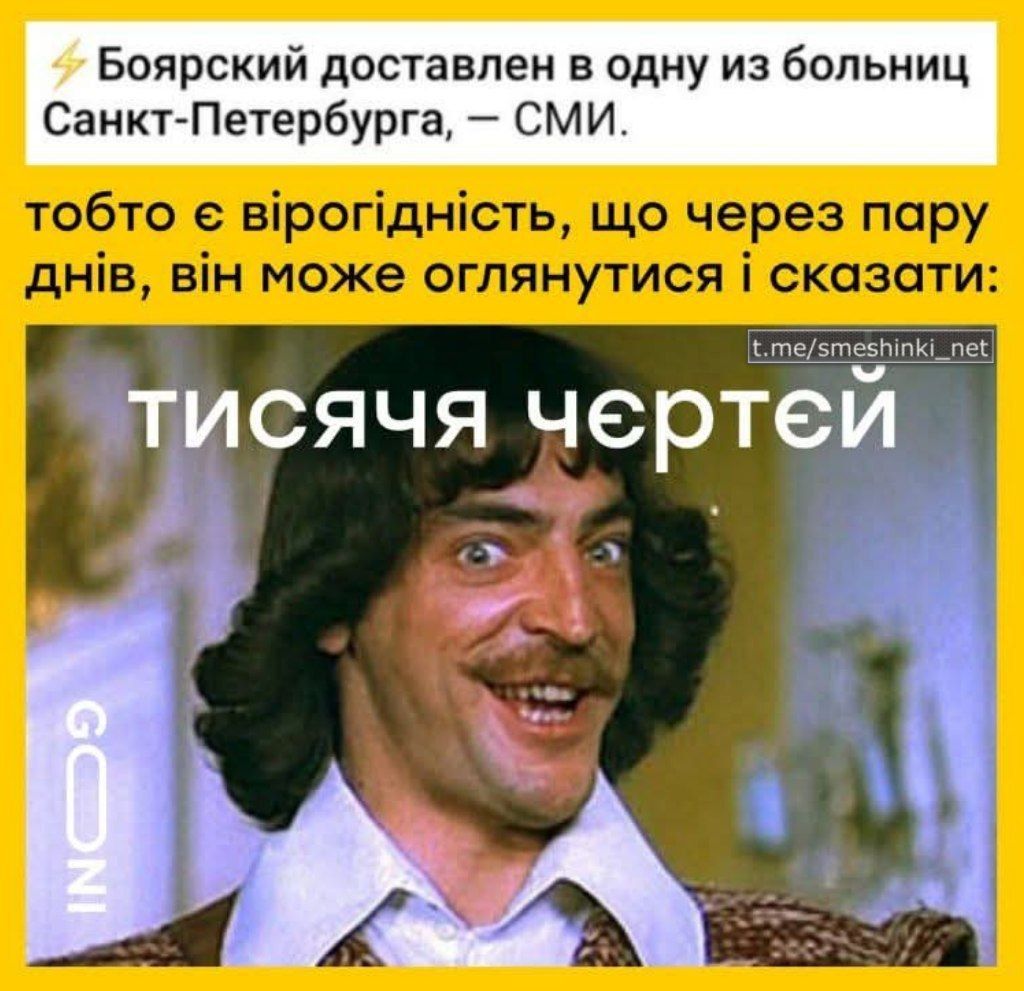 ⚡Боярский доставлен в одну из больниц
Санкт-Петербурга, — СМИ.
тобто є вірогідність, що через пару
днів, він може оглянутися і сказати:
t.me/smeshinki_net
тисячя чєртєй
GONI